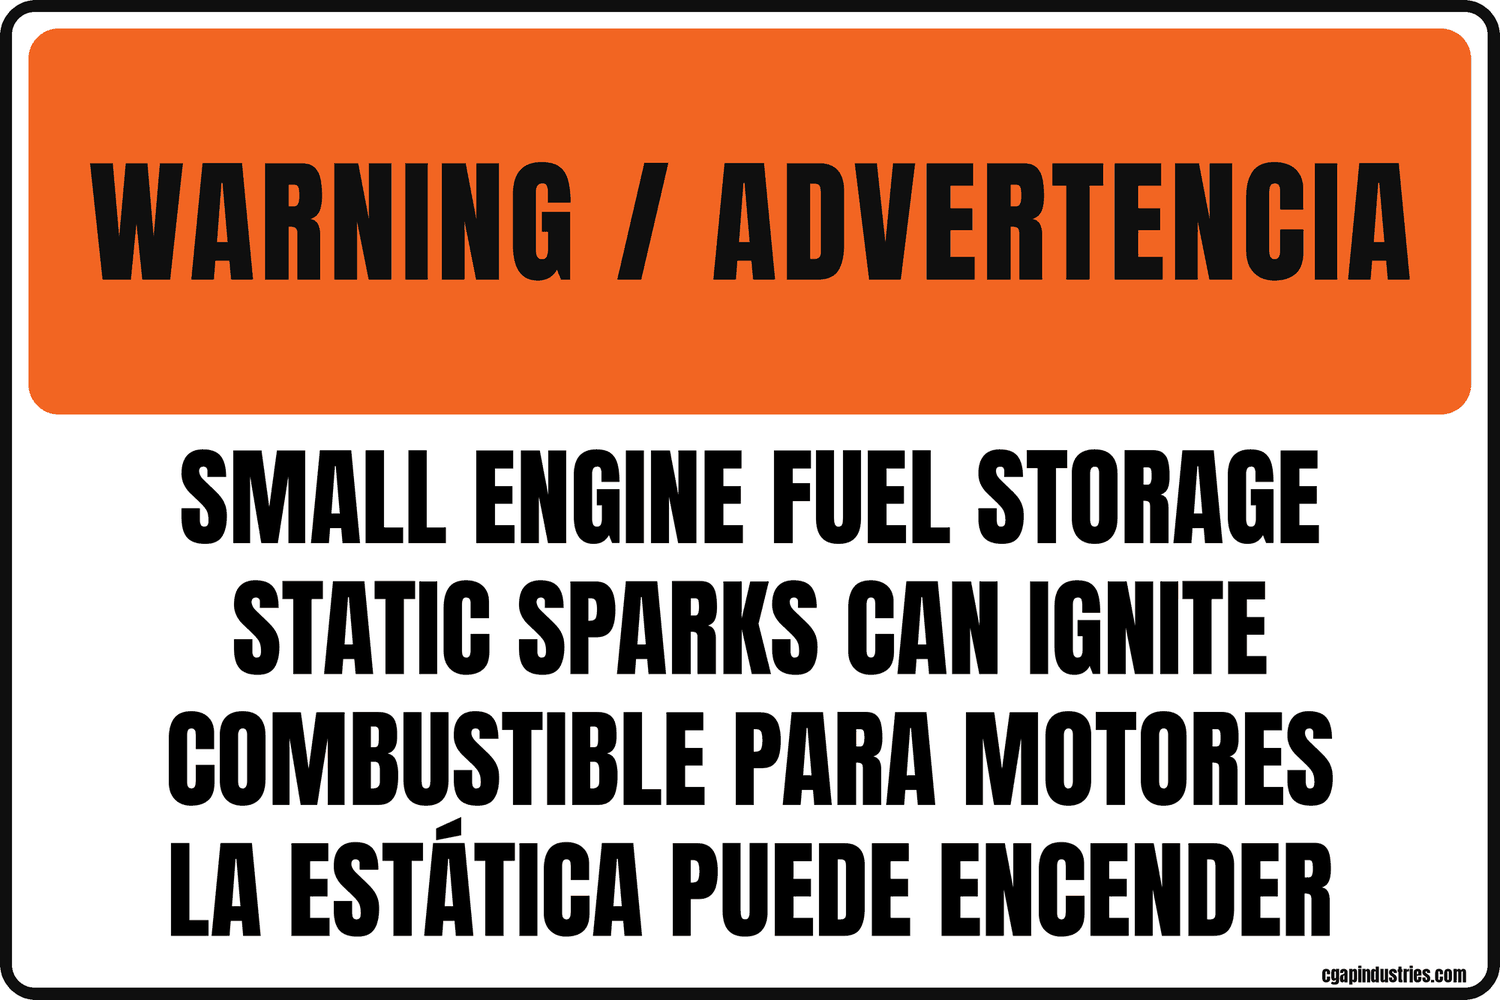 WARNING / ADVERTENCIA
SMALL ENGINE FUEL STORAGE
STATIC SPARKS CAN IGNITE
COMBUSTIBLE PARA MOTORES
LA ESTÁTICA PUEDE ENCENDER
cgapindustries.com